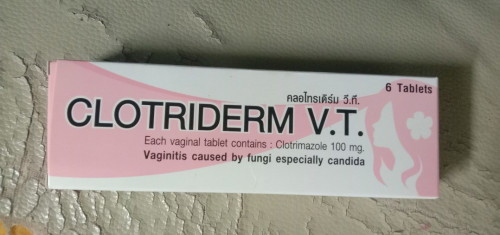 6 Tablets
คลอไทรเดิร์ม วี.ที.
CLOTRIDERM V.T.
Each vaginal tablet contains : Clotrimazole 100 mg.
Vaginitis caused by fungi especially candida